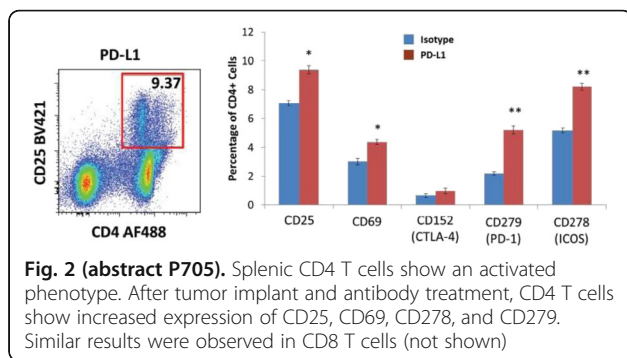 PD-L1
9.37
CD25 BV421
CD4 AF488
Percentage of CD4+ Cells
12
10
8
6
4
2
0
Isotype
PD-L1
*
*
**
**
CD25
CD69
CD152
(CTLA-4)
CD279
(PD-1)
CD278
(ICOS)
Fig. 2 (abstract P705). Splenic CD4 T cells show an activated
phenotype. After tumor implant and antibody treatment, CD4 T cells
show increased expression of CD25, CD69, CD278, and CD279.
Similar results were observed in CD8 T cells (not shown)